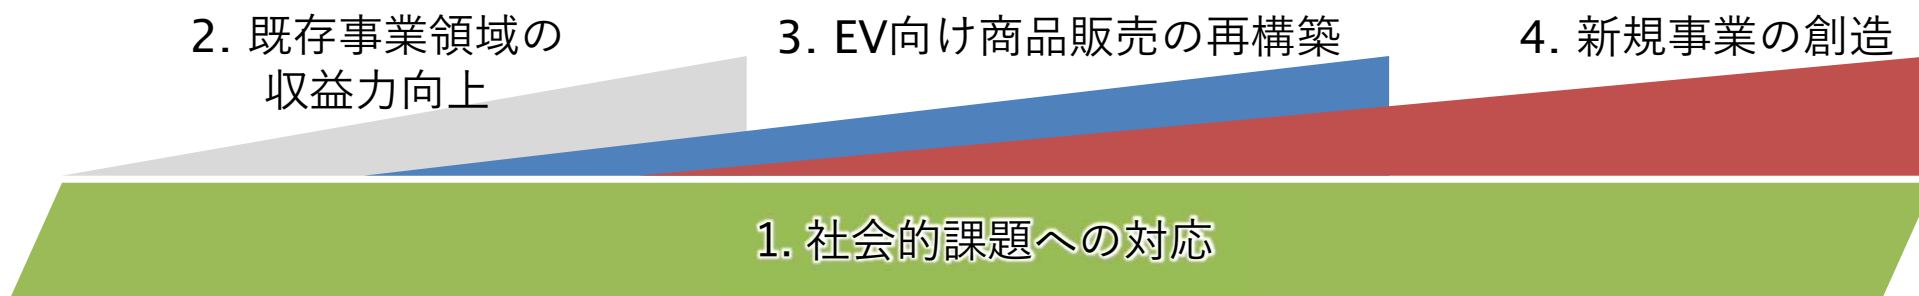 2. 既存事業領域の
収益力向上
3. EV向け商品販売の再構築
4. 新規事業の創造
1. 社会的課題への対応